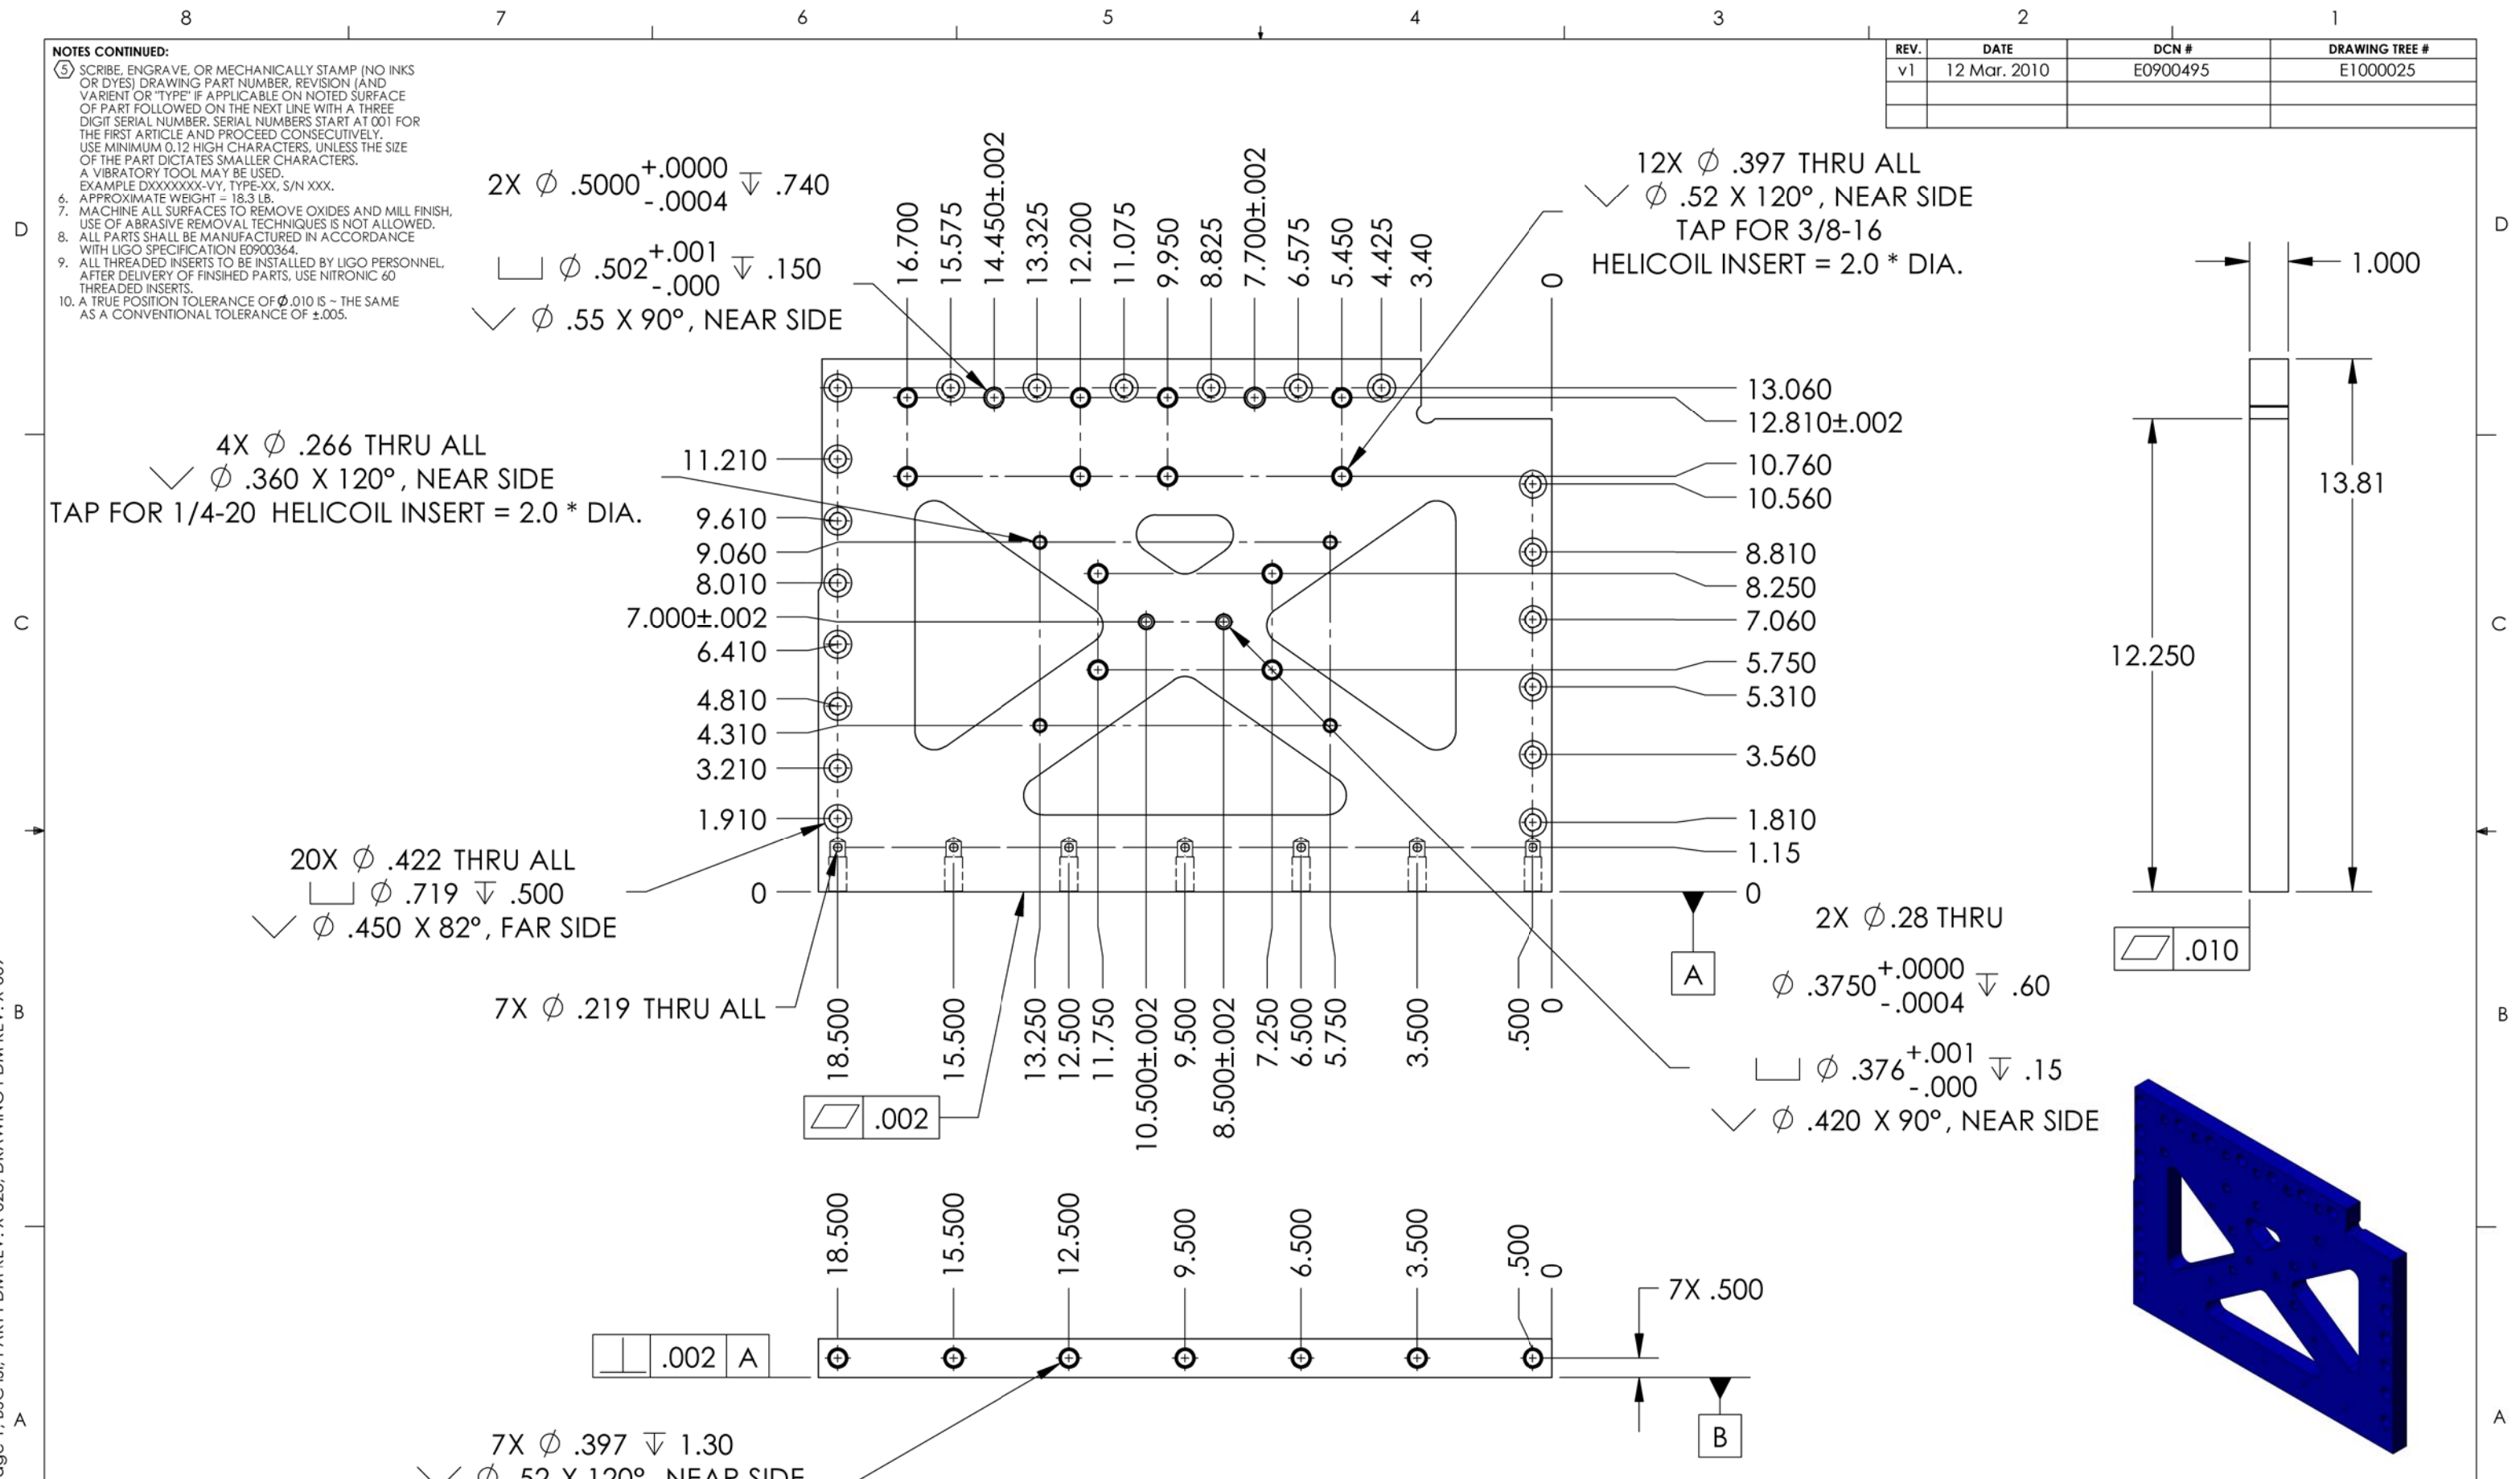 8 7 6 5 4 3 2 1
NOTES CONTINUED:
5 SCRIBE, ENGRAVE, OR MECHANICALLY STAMP (NO INKS
OR DYES) DRAWING PART NUMBER, REVISION (AND
VARIENT OR "TYPE" IF APPLICABLE ON NOTED SURFACE
OF PART FOLLOWED ON THE NEXT LINE WITH A THREE
DIGIT SERIAL NUMBER. SERIAL NUMBERS START AT 001 FOR
THE FIRST ARTICLE AND PROCEED CONSECUTIVELY.
USE MINIMUM 0.12 HIGH CHARACTERS, UNLESS THE SIZE
OF THE PART DICTATES SMALLER CHARACTERS.
A VIBRATORY TOOL MAY BE USED.
EXAMPLE DXXXXXXX-VY, TYPE-XX, S/N XXX.
6. APPROXIMATE WEIGHT = 18.3 LB.
7. MACHINE ALL SURFACES TO REMOVE OXIDES AND MILL FINISH,
USE OF ABRASIVE REMOVAL TECHNIQUES IS NOT ALLOWED.
8. ALL PARTS SHALL BE MANUFACTURED IN ACCORDANCE
WITH LIGO SPECIFICATION E0900364.
9. ALL THREADED INSERTS TO BE INSTALLED BY LIGO PERSONNEL,
AFTER DELIVERY OF FINSIHED PARTS, USE NITRONIC 60
THREADED INSERTS.
10. A TRUE POSITION TOLERANCE OF Ø.010 IS ~ THE SAME
AS A CONVENTIONAL TOLERANCE OF ±.005.
REV. DATE DCN # DRAWING TREE #
v1 12 Mar. 2010 E0900495 E1000025
2X Ø .5000 +.0000 -.0004 ↧ .740
⌴ Ø .502 +.001 -.000 ↧ .150
⌵ Ø .55 X 90°, NEAR SIDE
16.700
15.575
14.450±.002
13.325
12.200
11.075
9.950
8.825
7.700±.002
6.575
5.450
4.425
3.40
0
12X Ø .397 THRU ALL
⌵ Ø .52 X 120°, NEAR SIDE
TAP FOR 3/8-16
HELICOIL INSERT = 2.0 * DIA.
D
D
1.000
13.81
12.250
⏥ .010
4X Ø .266 THRU ALL
⌵ Ø .360 X 120°, NEAR SIDE
TAP FOR 1/4-20 HELICOIL INSERT = 2.0 * DIA.
11.210
9.610
9.060
8.010
7.000±.002
6.410
4.810
4.310
3.210
1.910
0
13.060
12.810±.002
10.760
10.560
8.810
8.250
7.060
5.750
5.310
3.560
1.810
1.15
0
C
C
20X Ø .422 THRU ALL
⌴ Ø .719 ↧ .500
⌵ Ø .450 X 82°, FAR SIDE
7X Ø .219 THRU ALL
A
2X Ø.28 THRU
Ø .3750 +.0000 -.0004 ↧ .60
⌴ Ø .376 +.001 -.000 ↧ .15
⌵ Ø .420 X 90°, NEAR SIDE
B
B
18.500
15.500
13.250
12.500
11.750
10.500±.002
9.500
8.500±.002
7.250
6.500
5.750
3.500
.500
0
⏥ .002
18.500
15.500
12.500
9.500
6.500
3.500
.500
0
7X .500
⟂ .002 A
B
A
A
7X Ø .397 ↧ 1.30
⌵ Ø .52 X 120°, NEAR SIDE